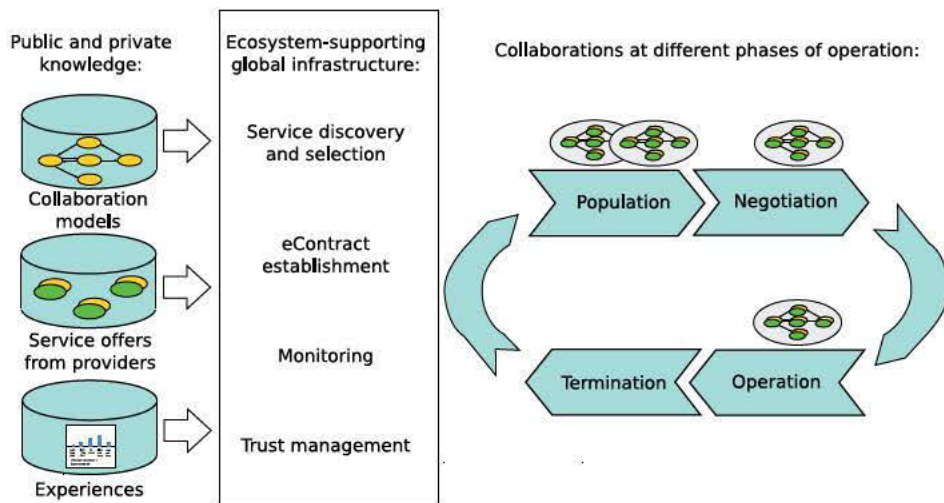 Public and private
knowledge:
Collaboration
models
Service offers
from providers
Experiences
Ecosystem-supporting
global infrastructure:
Service discovery
and selection
eContract
establishment
Monitoring
Trust management
Collaborations at different phases of operation:
Population
Negotiation
Termination
Operation